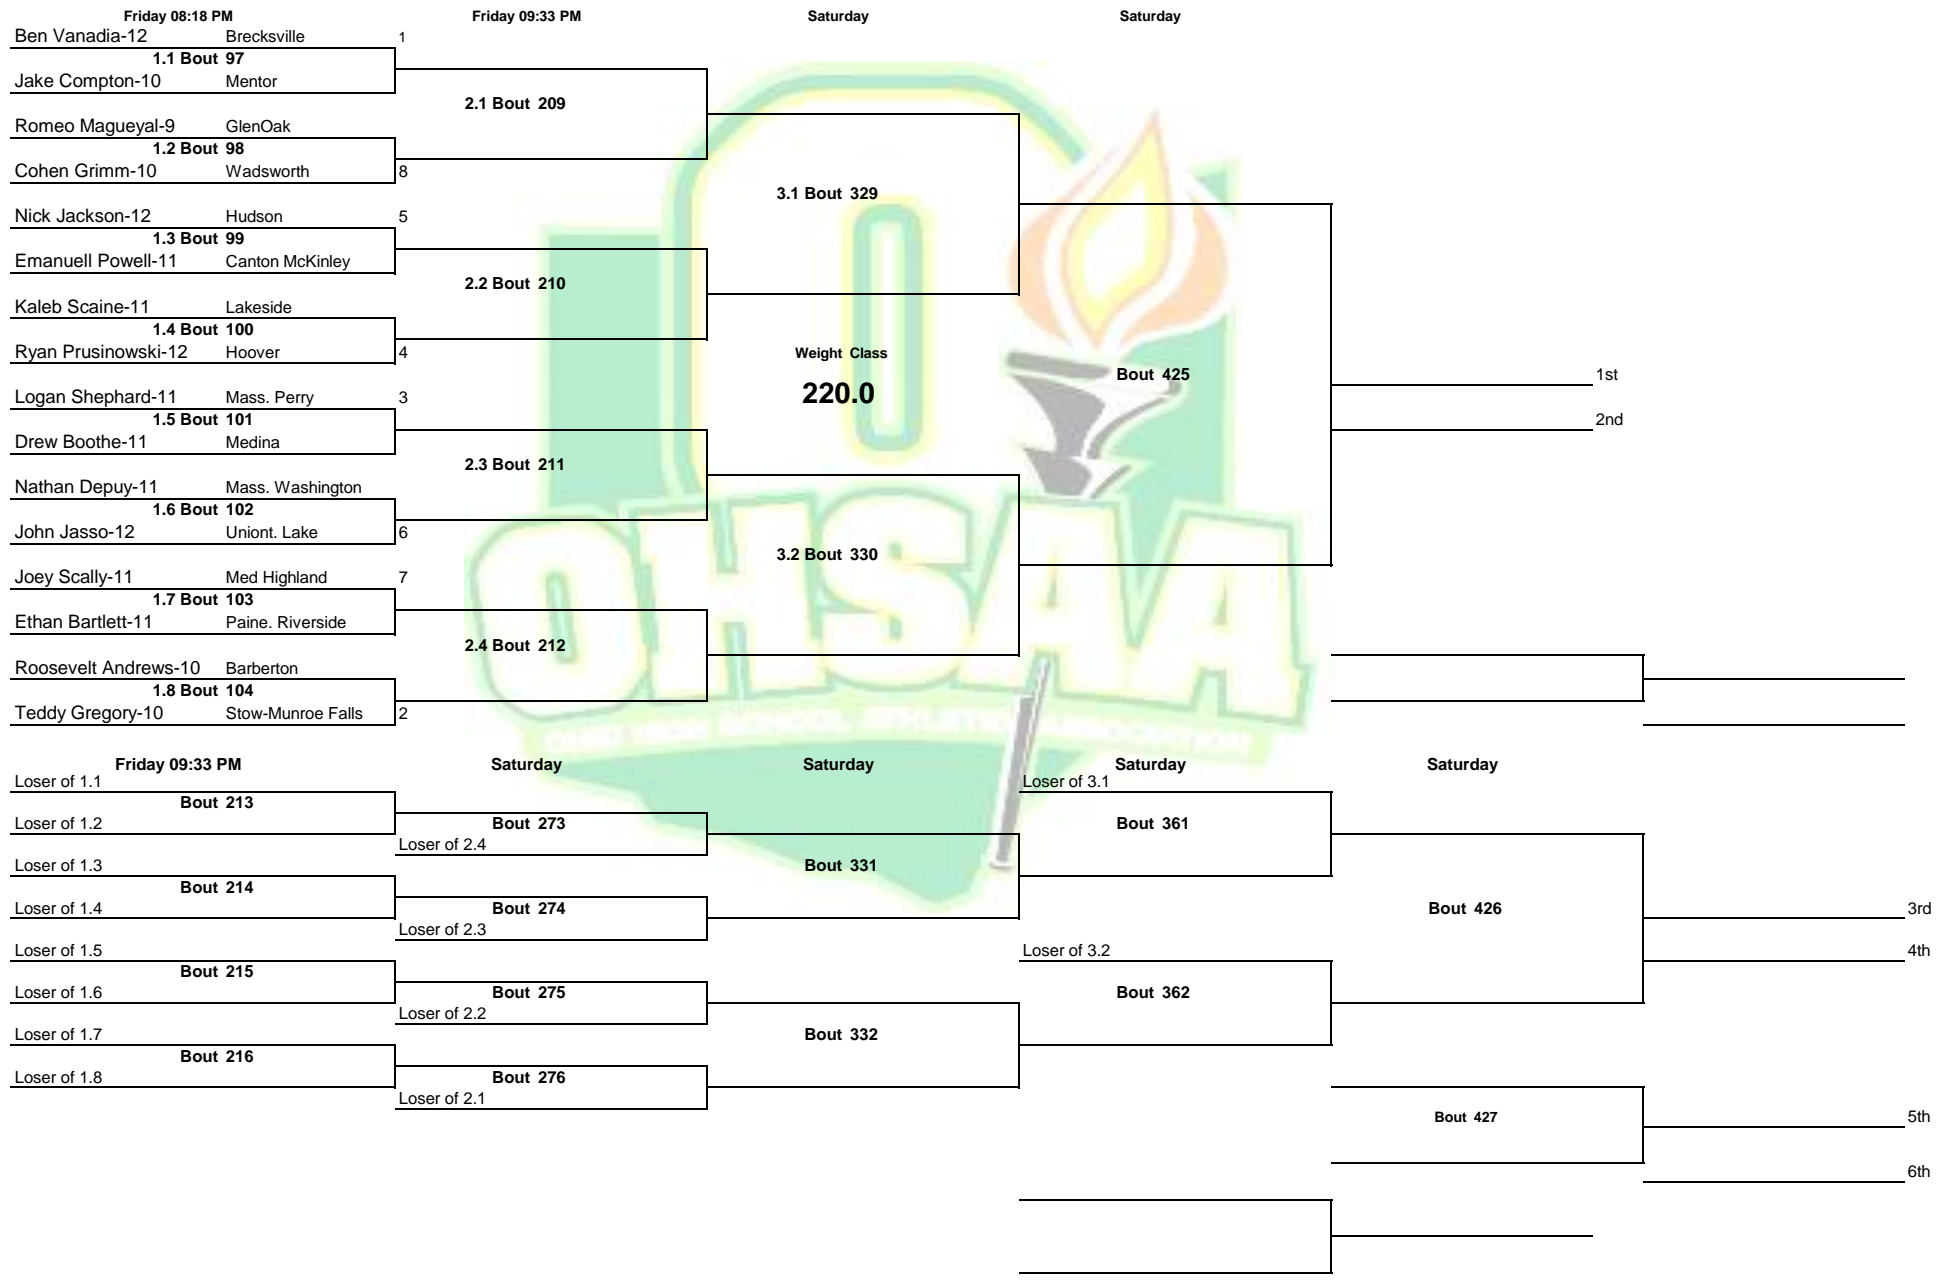 Friday 08:18 PM Friday 09:33 PM Saturday Saturday
Ben Vanadia-12 Brecksville 1
1.1 Bout 97
Jake Compton-10 Mentor
2.1 Bout 209
Romeo Magueyal-9 GlenOak
1.2 Bout 98
Cohen Grimm-10 Wadsworth 8
3.1 Bout 329
Nick Jackson-12 Hudson 5
1.3 Bout 99
Emanuell Powell-11 Canton McKinley
2.2 Bout 210
Kaleb Scaine-11 Lakeside
1.4 Bout 100
Ryan Prusinowski-12 Hoover 4
Weight Class
220.0
Bout 425
1st
2nd
Logan Shephard-11 Mass. Perry 3
1.5 Bout 101
Drew Boothe-11 Medina
2.3 Bout 211
Nathan Depuy-11 Mass. Washington
1.6 Bout 102
John Jasso-12 Uniont. Lake 6
3.2 Bout 330
Joey Scally-11 Med Highland 7
1.7 Bout 103
Ethan Bartlett-11 Paine. Riverside
2.4 Bout 212
Roosevelt Andrews-10 Barberton
1.8 Bout 104
Teddy Gregory-10 Stow-Munroe Falls 2
OHSAA
OHIO HIGH SCHOOL ATHLETIC ASSOCIATION
Friday 09:33 PM Saturday Saturday Saturday Saturday
Loser of 1.1 Loser of 3.1
Bout 213
Loser of 1.2 Bout 273 Bout 361
Loser of 2.4
Loser of 1.3 Bout 331
Bout 214
Loser of 1.4 Bout 274 Bout 426 3rd
Loser of 2.3
Loser of 1.5 Loser of 3.2 4th
Bout 215
Loser of 1.6 Bout 275 Bout 362
Loser of 2.2
Loser of 1.7 Bout 332
Bout 216
Loser of 1.8 Bout 276
Loser of 2.1
Bout 427 5th
6th